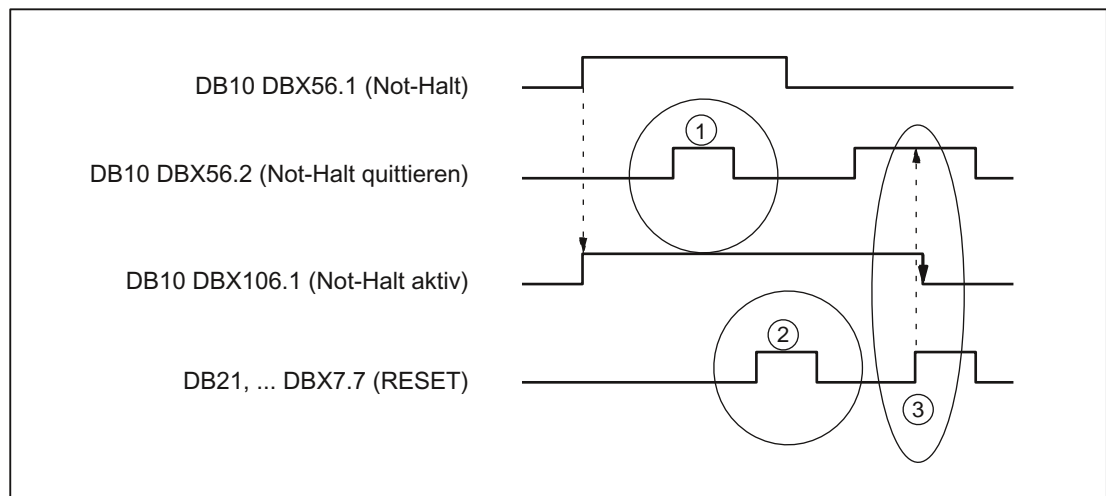 DB10 DBX56.1 (Not-Halt)
①
DB10 DBX56.2 (Not-Halt quittieren)
DB10 DBX106.1 (Not-Halt aktiv)
②
DB21, ... DBX7.7 (RESET)
③